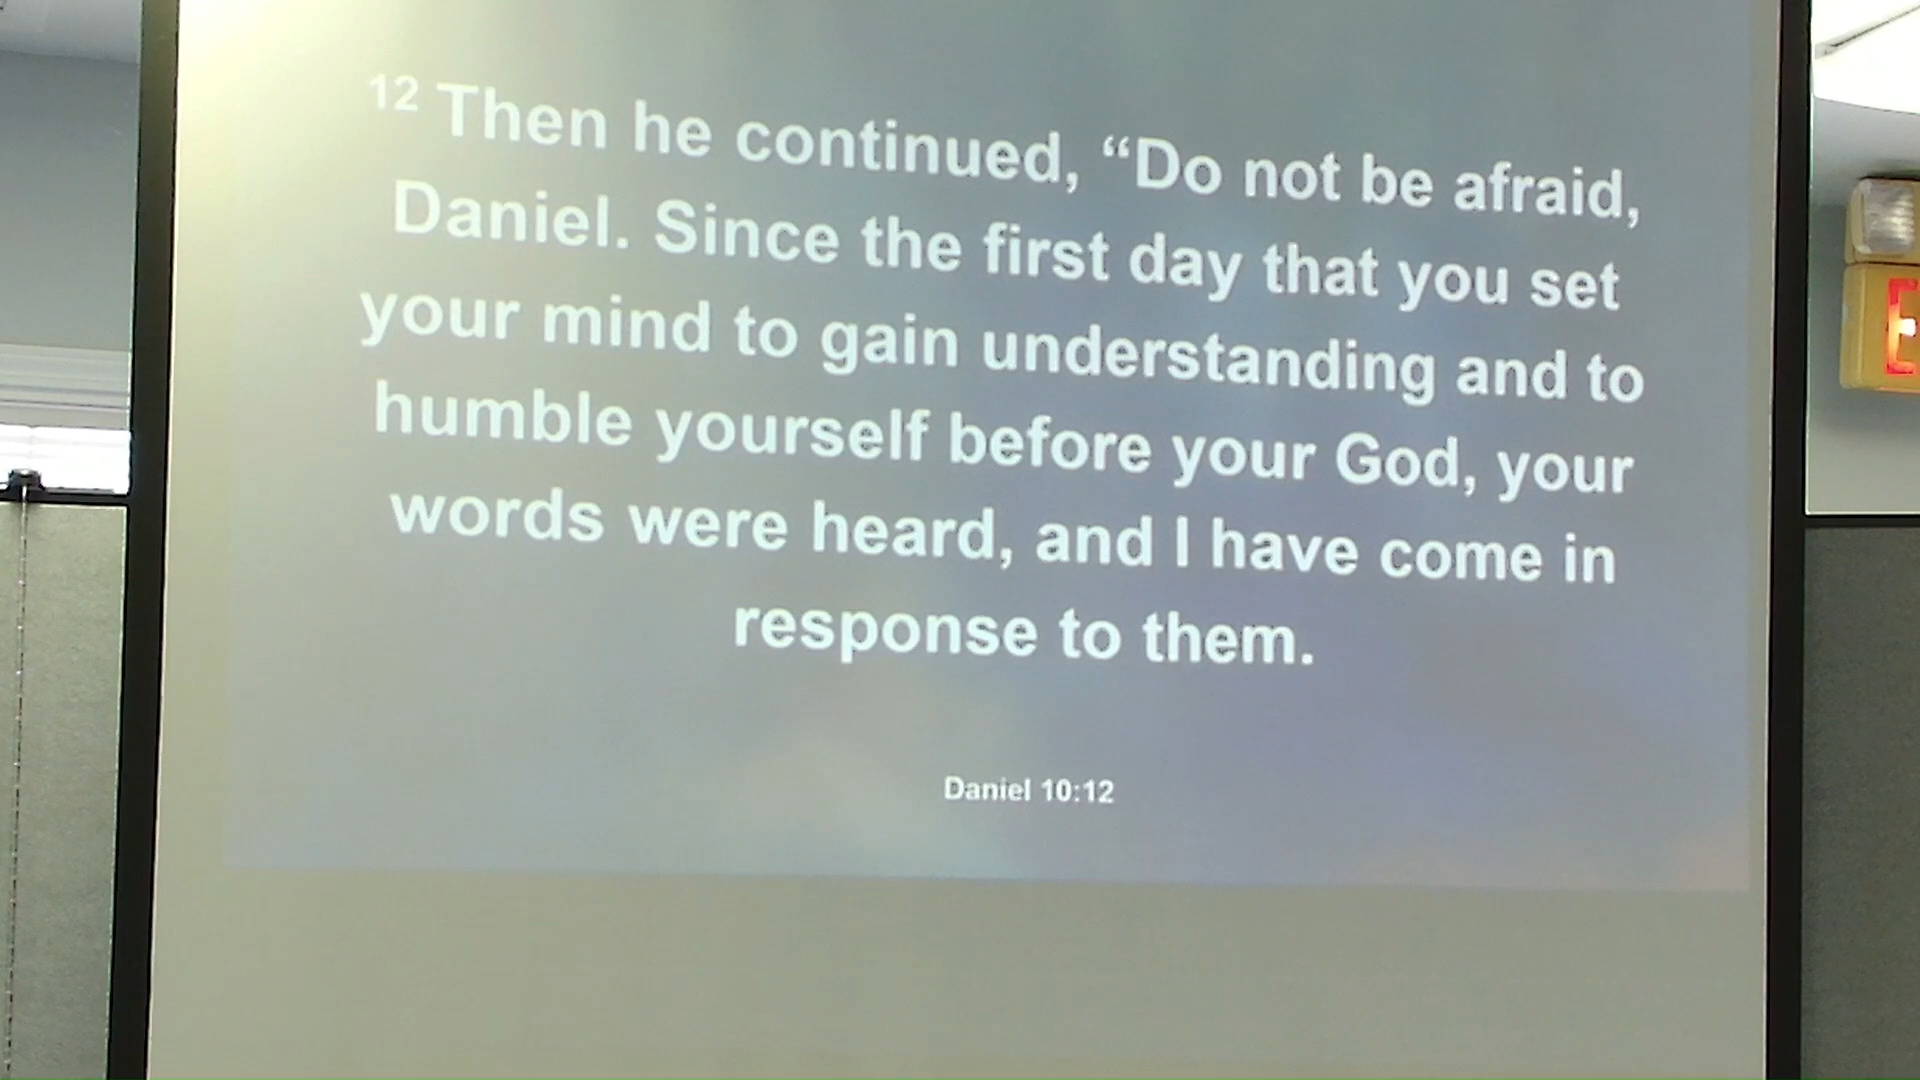 12 Then he continued, “Do not be afraid,
Daniel. Since the first day that you set
your mind to gain understanding and to
humble yourself before your God, your
words were heard, and I have come in
response to them.
Daniel 10:12
E